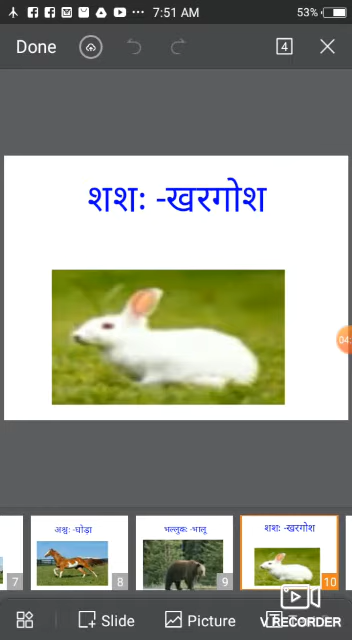 7:51 AM
53%
Done
4
शशः -खरगोश
04:
अश्वः -घोड़ा
भल्लुकः -भालू
शशः -खरगोश
7
8
9
10
Slide
Picture
V RECORDER